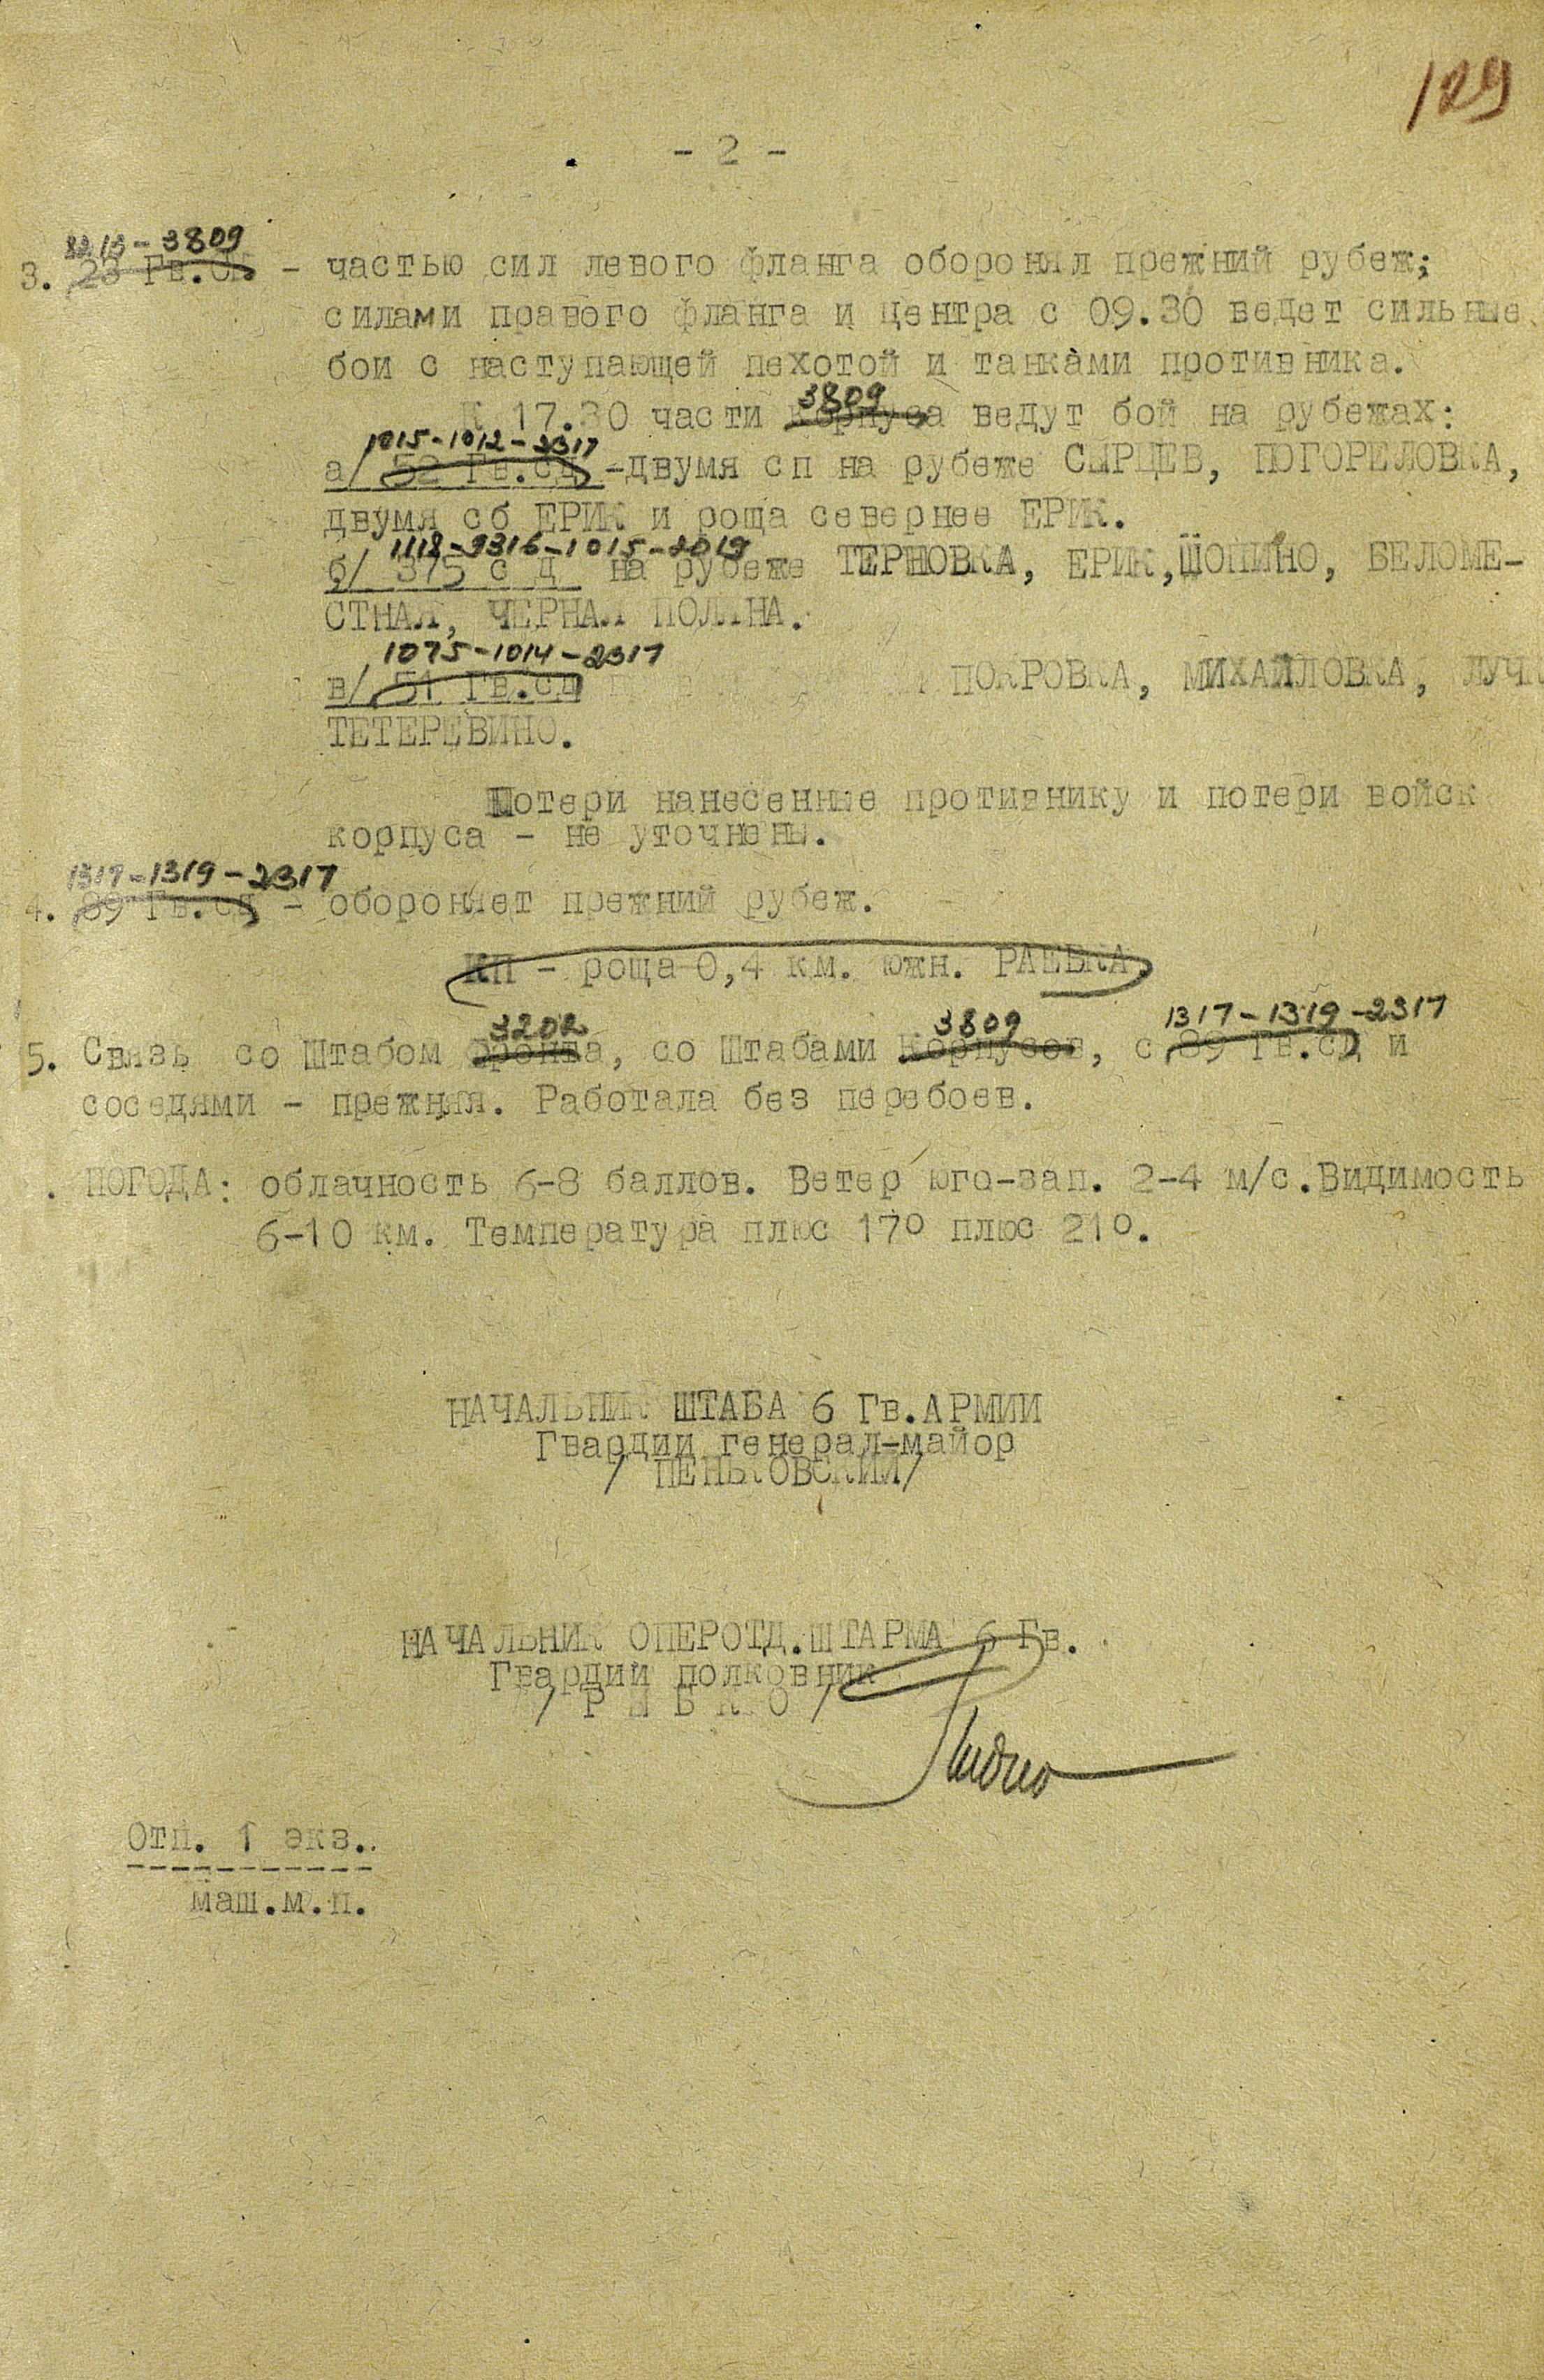 129
- 2 -
3809
3. 23 Гв.СК - частью сил левого фланга оборонял прежний рубеж;
силами правого фланга и центра с 09.30 ведет сильные
бои с наступающей пехотой и танками противника.
3809
К 17.30 части корпуса ведут бой на рубежах:
1015-1012-2317
а/ 52 Гв.сд -двумя сп на рубеже СЫРЦЕВ, ПОГОРЕЛОВКА,
двумя сб ЕРИК и роща севернее ЕРИК.
1118-9316-1015-2019
б/ 375 с д на рубеже ТЕРНОВКА, ЕРИК,ШОПИНО, БЕЛОМЕ-
СТНАЯ, ЧЕРНАЯ ПОЛЯНА.
1075-1014-2317
в/ 51 Гв.сд ПОКРОВКА, МИХАЙЛОВКА, ЛУЧК
ТЕТЕРЕВИНО.
Потери нанесенные противнику и потери войск
корпуса - не уточнены.
1317-1319-2317
4. 89 Гв.сд - обороняет прежний рубеж.
КП - роща 0,4 км. южн. РАЕВКА.
3202 3809 1317-1319-2317
5. Связь со Штабом фронта, со Штабами корпусов, с 89 Гв.сд и
соседями - прежняя. Работала без перебоев.
. ПОГОДА: облачность 6-8 баллов. Ветер юго-зап. 2-4 м/с.Видимость
6-10 км. Температура плюс 17о плюс 21о.
НАЧАЛЬНИК ШТАБА 6 Гв.АРМИИ
Гвардии генерал-майор
/ ПЕНЬКОВСКИЙ/
НАЧАЛЬНИК ОПЕРОТД.ШТАРМА 6 Гв.
Гвардии полковник
/ Р Ы Б К О /
Отп. 1 экз.
маш.м.п.